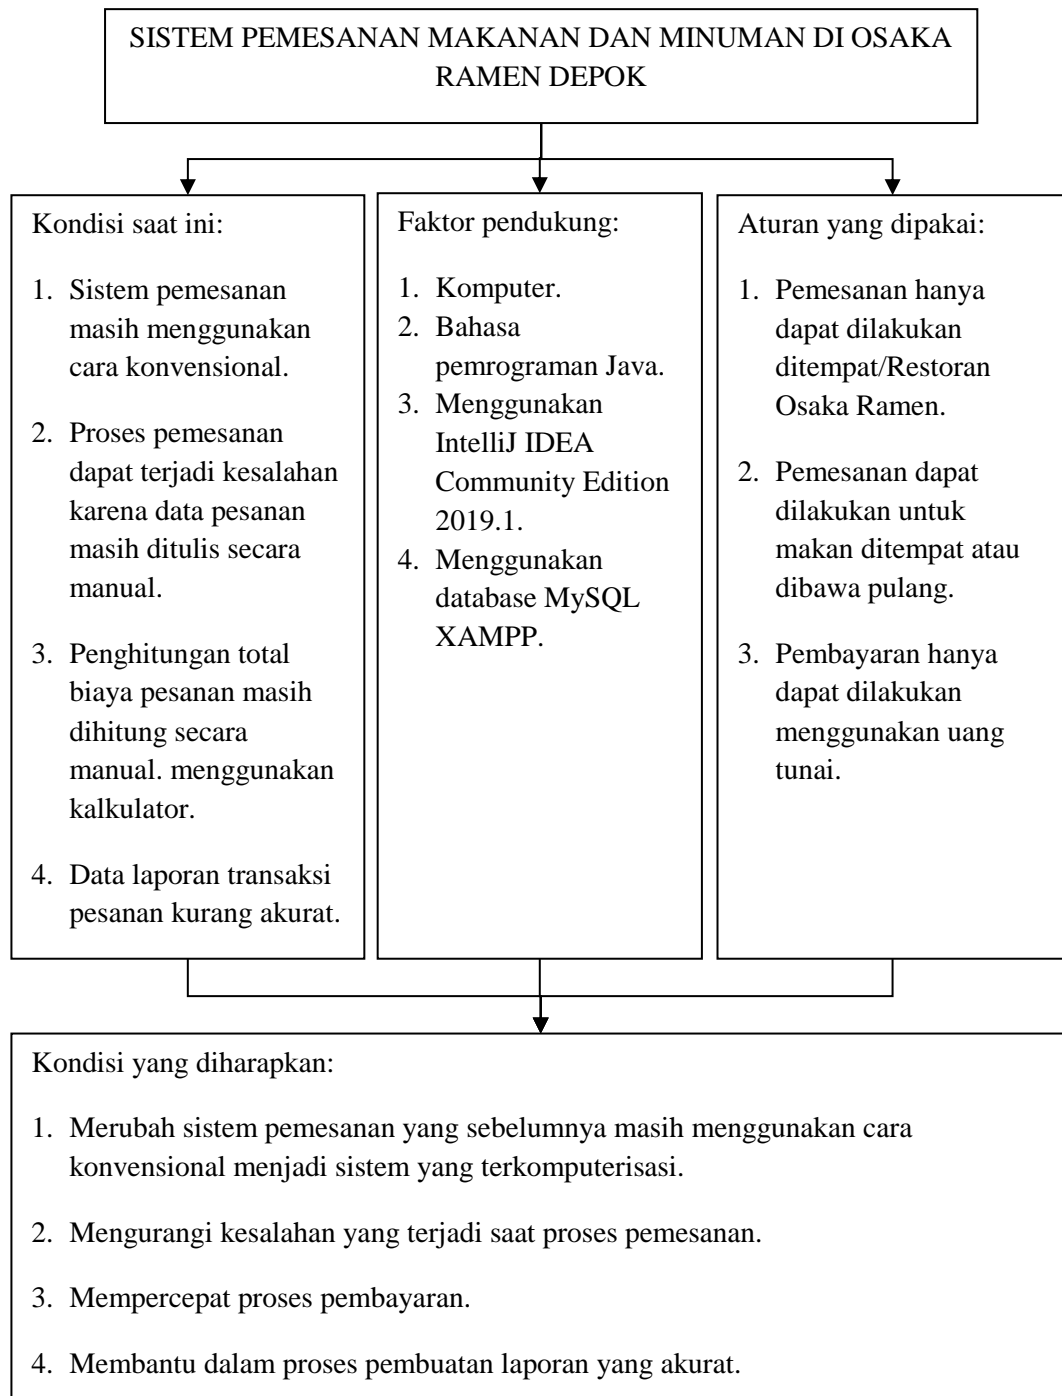 SISTEM PEMESANAN MAKANAN DAN MINUMAN DI OSAKA
RAMEN DEPOK
Kondisi saat ini:
1. Sistem pemesanan
masih menggunakan
cara konvensional.
2. Proses pemesanan
dapat terjadi kesalahan
karena data pesanan
masih ditulis secara
manual.
3. Penghitungan total
biaya pesanan masih
dihitung secara
manual. menggunakan
kalkulator.
4. Data laporan transaksi
pesanan kurang akurat.
Faktor pendukung:
1. Komputer.
2. Bahasa
pemrograman Java.
3. Menggunakan
IntelliJ IDEA
Community Edition
2019.1.
4. Menggunakan
database MySQL
XAMPP.
Aturan yang dipakai:
1. Pemesanan hanya
dapat dilakukan
ditempat/Restoran
Osaka Ramen.
2. Pemesanan dapat
dilakukan untuk
makan ditempat atau
dibawa pulang.
3. Pembayaran hanya
dapat dilakukan
menggunakan uang
tunai.
Kondisi yang diharapkan:
1. Merubah sistem pemesanan yang sebelumnya masih menggunakan cara
konvensional menjadi sistem yang terkomputerisasi.
2. Mengurangi kesalahan yang terjadi saat proses pemesanan.
3. Mempercepat proses pembayaran.
4. Membantu dalam proses pembuatan laporan yang akurat.